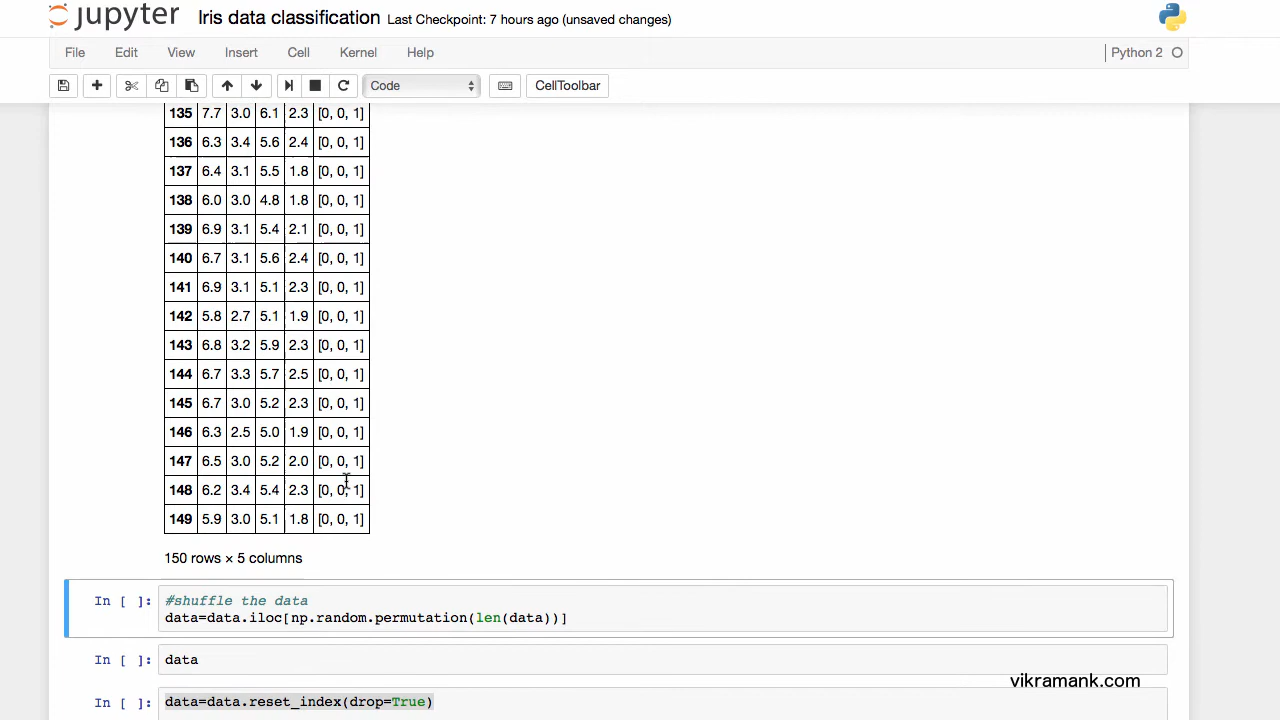 jupyter Iris data classification Last Checkpoint: 7 hours ago (unsaved changes)
File Edit View Insert Cell Kernel Help Python 2
Code CellToolbar
135 7.7 3.0 6.1 2.3 [0, 0, 1]
136 6.3 3.4 5.6 2.4 [0, 0, 1]
137 6.4 3.1 5.5 1.8 [0, 0, 1]
138 6.0 3.0 4.8 1.8 [0, 0, 1]
139 6.9 3.1 5.4 2.1 [0, 0, 1]
140 6.7 3.1 5.6 2.4 [0, 0, 1]
141 6.9 3.1 5.1 2.3 [0, 0, 1]
142 5.8 2.7 5.1 1.9 [0, 0, 1]
143 6.8 3.2 5.9 2.3 [0, 0, 1]
144 6.7 3.3 5.7 2.5 [0, 0, 1]
145 6.7 3.0 5.2 2.3 [0, 0, 1]
146 6.3 2.5 5.0 1.9 [0, 0, 1]
147 6.5 3.0 5.2 2.0 [0, 0, 1]
148 6.2 3.4 5.4 2.3 [0, 0, 1]
149 5.9 3.0 5.1 1.8 [0, 0, 1]
150 rows × 5 columns
In [ ]: #shuffle the data
data=data.iloc[np.random.permutation(len(data))]
In [ ]: data
vikramank.com
In [ ]: data=data.reset_index(drop=True)